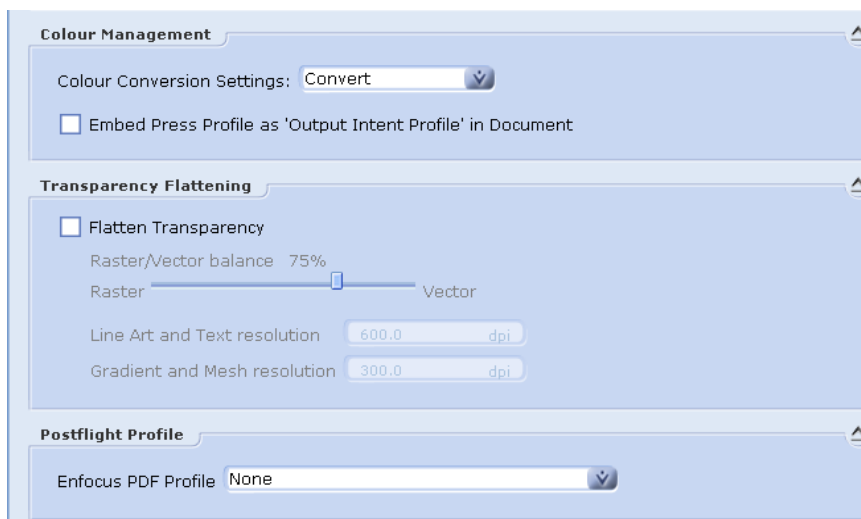 Colour Management
Colour Conversion Settings: Convert
Embed Press Profile as 'Output Intent Profile' in Document
Transparency Flattening
Flatten Transparency
Raster/Vector balance 75%
Raster Vector
Line Art and Text resolution 600.0 dpi
Gradient and Mesh resolution 300.0 dpi
Postflight Profile
Enfocus PDF Profile None